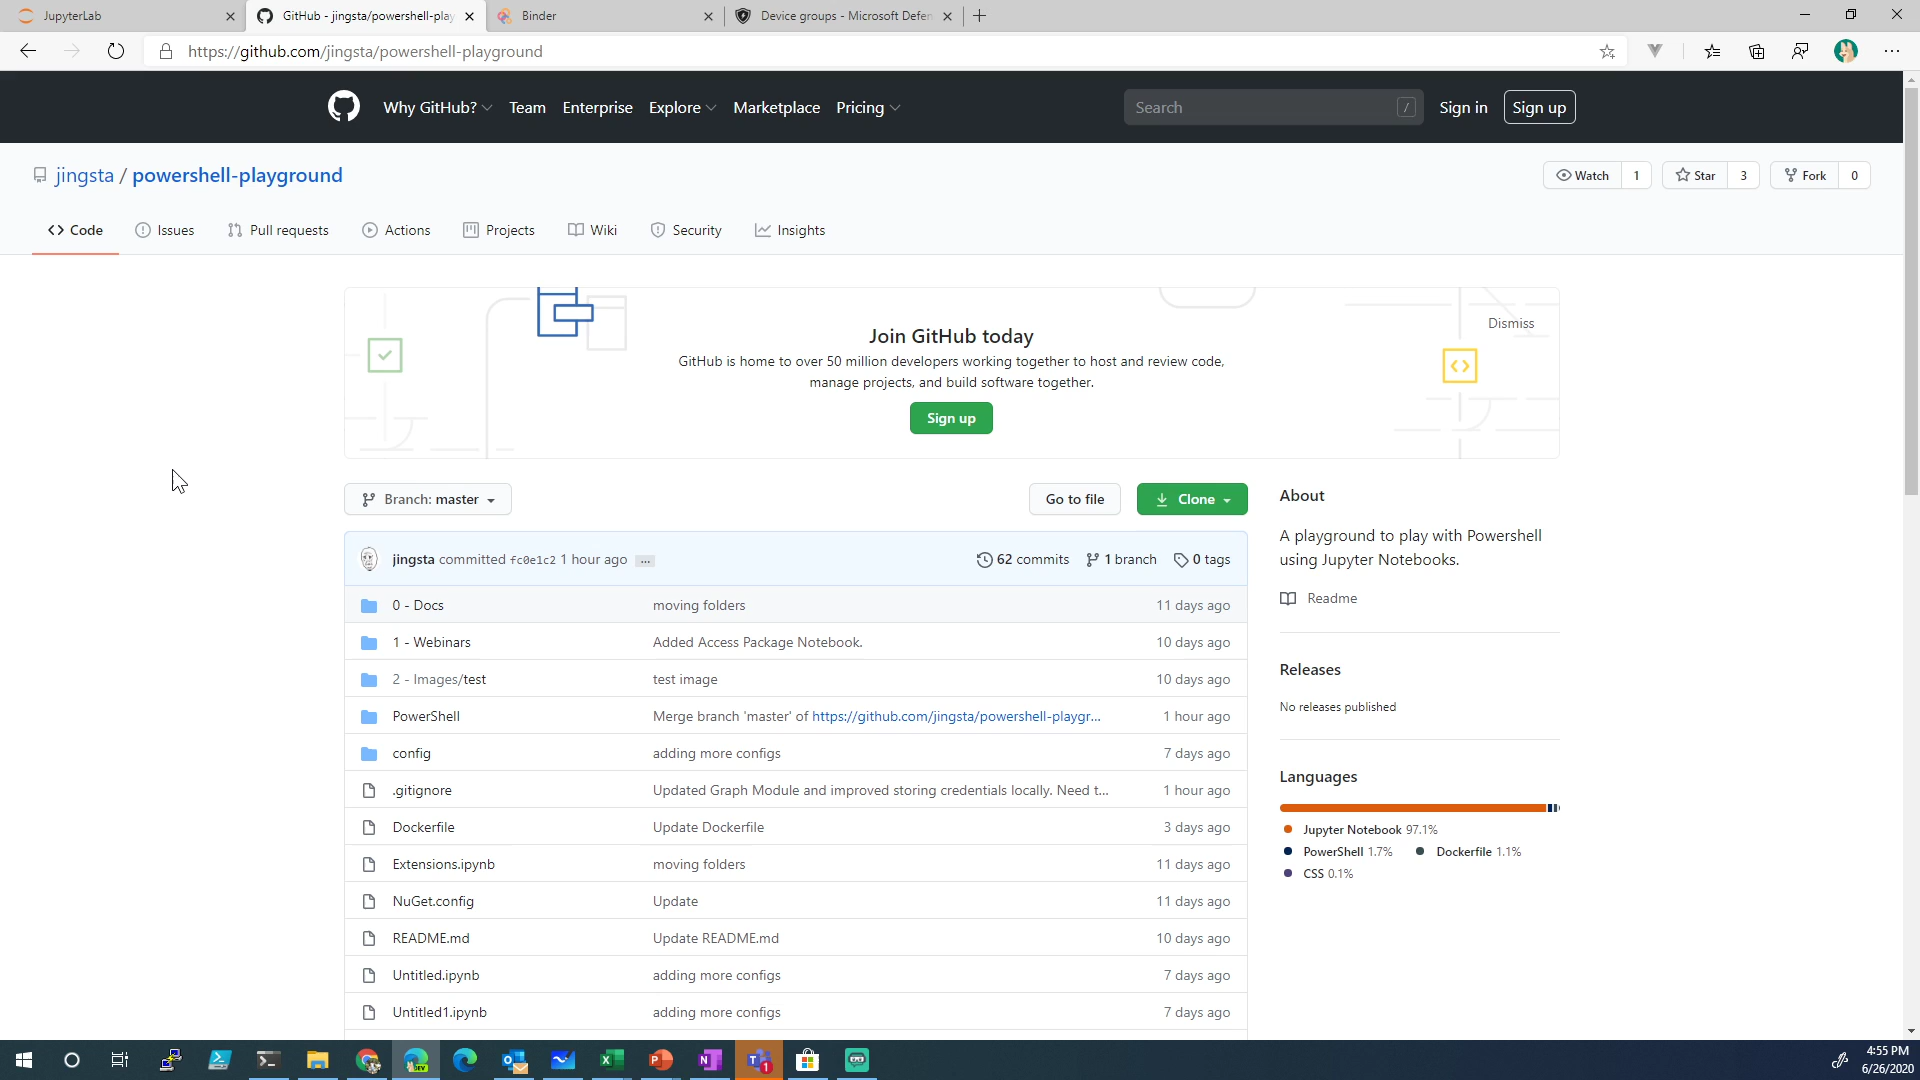 JupyterLab
GitHub - jingsta/powershell-play
Binder
Device groups - Microsoft Defen
https://github.com/jingsta/powershell-playground
Why GitHub? Team Enterprise Explore Marketplace Pricing
Search /
Sign in Sign up
jingsta / powershell-playground
Watch 1 Star 3 Fork 0
Code Issues Pull requests Actions Projects Wiki Security Insights
Join GitHub today
Dismiss
GitHub is home to over 50 million developers working together to host and review code,
manage projects, and build software together.
Sign up
Branch: master
Go to file
Clone
jingsta committed fc0e1c2 1 hour ago ...
62 commits 1 branch 0 tags
0 - Docs moving folders 11 days ago
1 - Webinars Added Access Package Notebook. 10 days ago
2 - Images/test test image 10 days ago
PowerShell Merge branch 'master' of https://github.com/jingsta/powershell-playgr... 1 hour ago
config adding more configs 7 days ago
.gitignore Updated Graph Module and improved storing credentials locally. Need t... 1 hour ago
Dockerfile Update Dockerfile 3 days ago
Extensions.ipynb moving folders 11 days ago
NuGet.config Update 11 days ago
README.md Update README.md 10 days ago
Untitled.ipynb adding more configs 7 days ago
Untitled1.ipynb adding more configs 7 days ago
About
A playground to play with Powershell
using Jupyter Notebooks.
Readme
Releases
No releases published
Languages
Jupyter Notebook 97.1%
PowerShell 1.7% Dockerfile 1.1%
CSS 0.1%
4:55 PM
6/26/2020